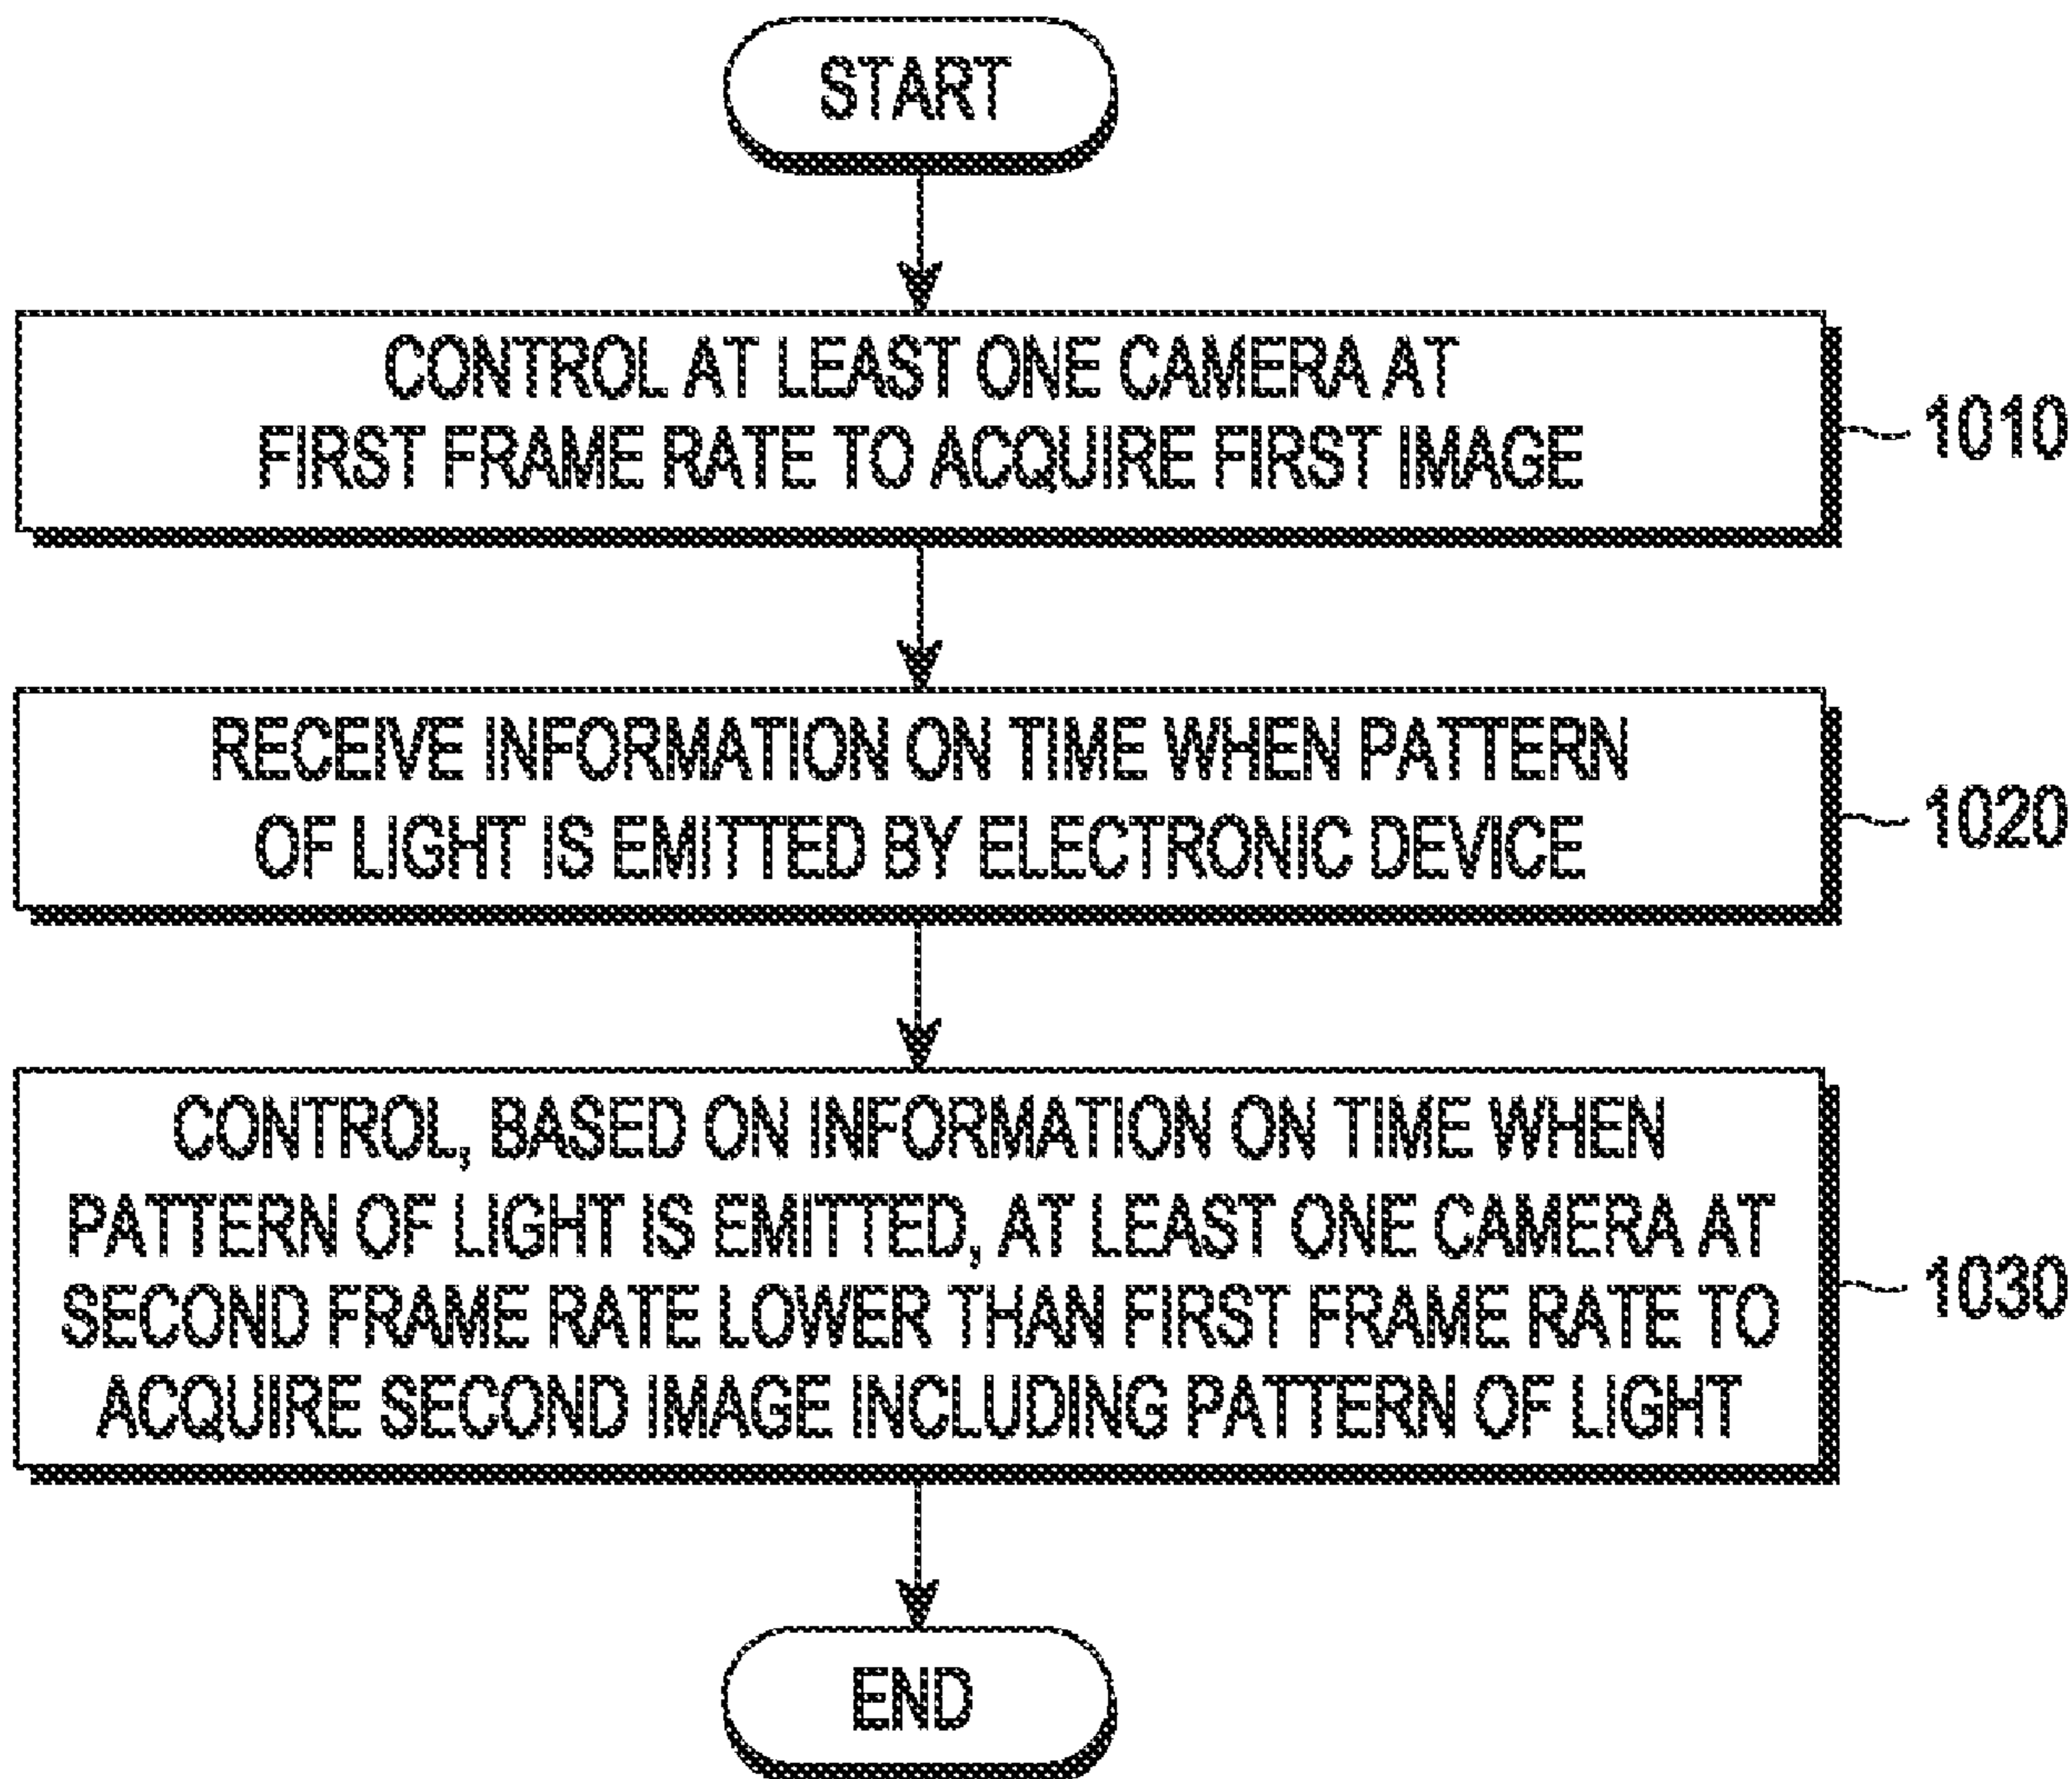 START
CONTROL AT LEAST ONE CAMERA AT
FIRST FRAME RATE TO ACQUIRE FIRST IMAGE
1010
RECEIVE INFORMATION ON TIME WHEN PATTERN
OF LIGHT IS EMITTED BY ELECTRONIC DEVICE
1020
CONTROL, BASED ON INFORMATION ON TIME WHEN
PATTERN OF LIGHT IS EMITTED, AT LEAST ONE CAMERA AT
SECOND FRAME RATE LOWER THAN FIRST FRAME RATE TO
ACQUIRE SECOND IMAGE INCLUDING PATTERN OF LIGHT
1030
END